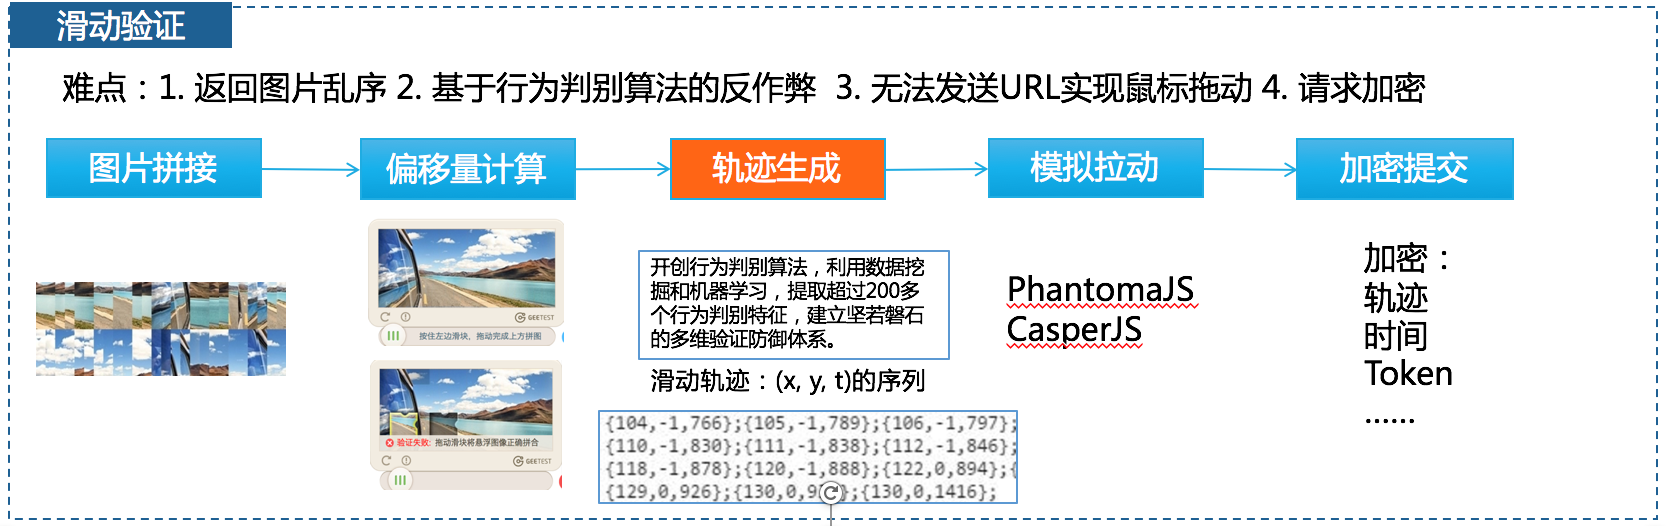 滑动验证
难点：1. 返回图片乱序 2. 基于行为判别算法的反作弊 3. 无法发送URL实现鼠标拖动 4. 请求加密
图片拼接
偏移量计算
轨迹生成
模拟拉动
加密提交
GEETEST
按住左边滑块，拖动完成上方拼图
验证失败: 拖动滑块将悬浮图像正确拼合
GEETEST
开创行为判别算法，利用数据挖
掘和机器学习，提取超过200多
个行为判别特征，建立坚若磐石
的多维验证防御体系。
滑动轨迹：(x, y, t)的序列
{104,-1,766};{105,-1,789};{106,-1,797};
{110,-1,830};{111,-1,838};{112,-1,846};
{118,-1,878};{120,-1,888};{122,0,894};{
{129,0,926};{130,0,9 };{130,0,1416};
PhantomaJS
CasperJS
加密：
轨迹
时间
Token
......